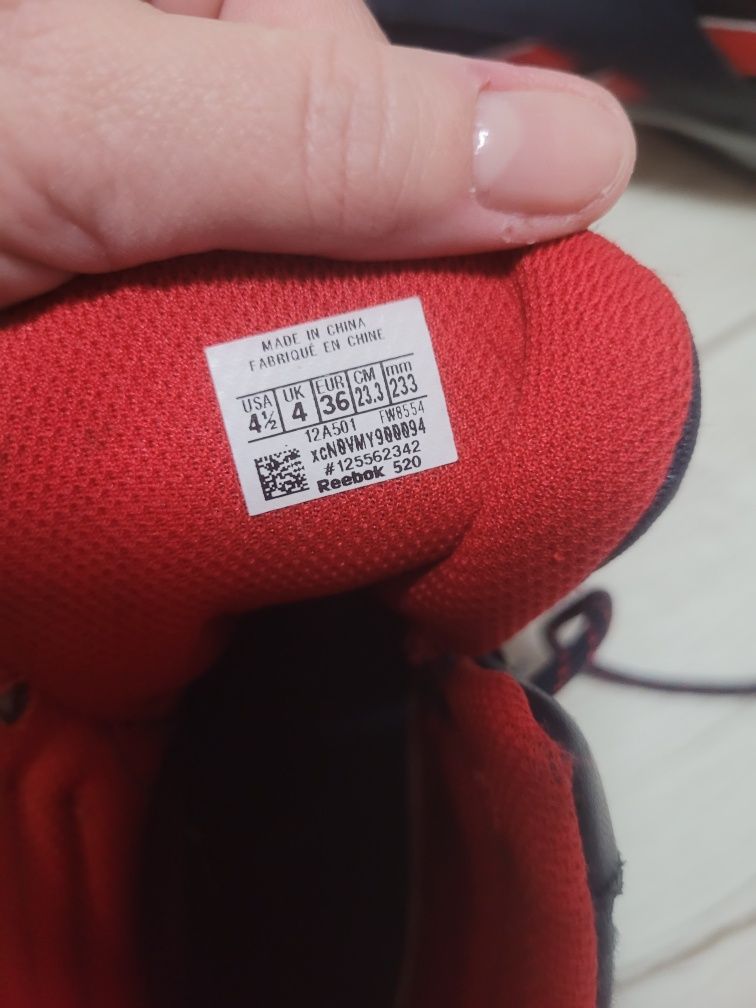 MADE IN CHINA
FABRIQUÉ EN CHINE
USA UK EUR CM mm
4½ 4 36 23.3 233
12A501 FW8554
xcN0VMY900094
#125562342
Reebok 520